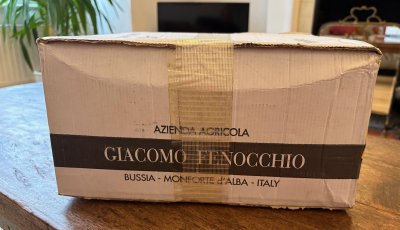 AZIENDA AGRICOLA
GIACOMO FENOCCHIO
BUSSIA - MONFORTE d'ALBA - ITALY